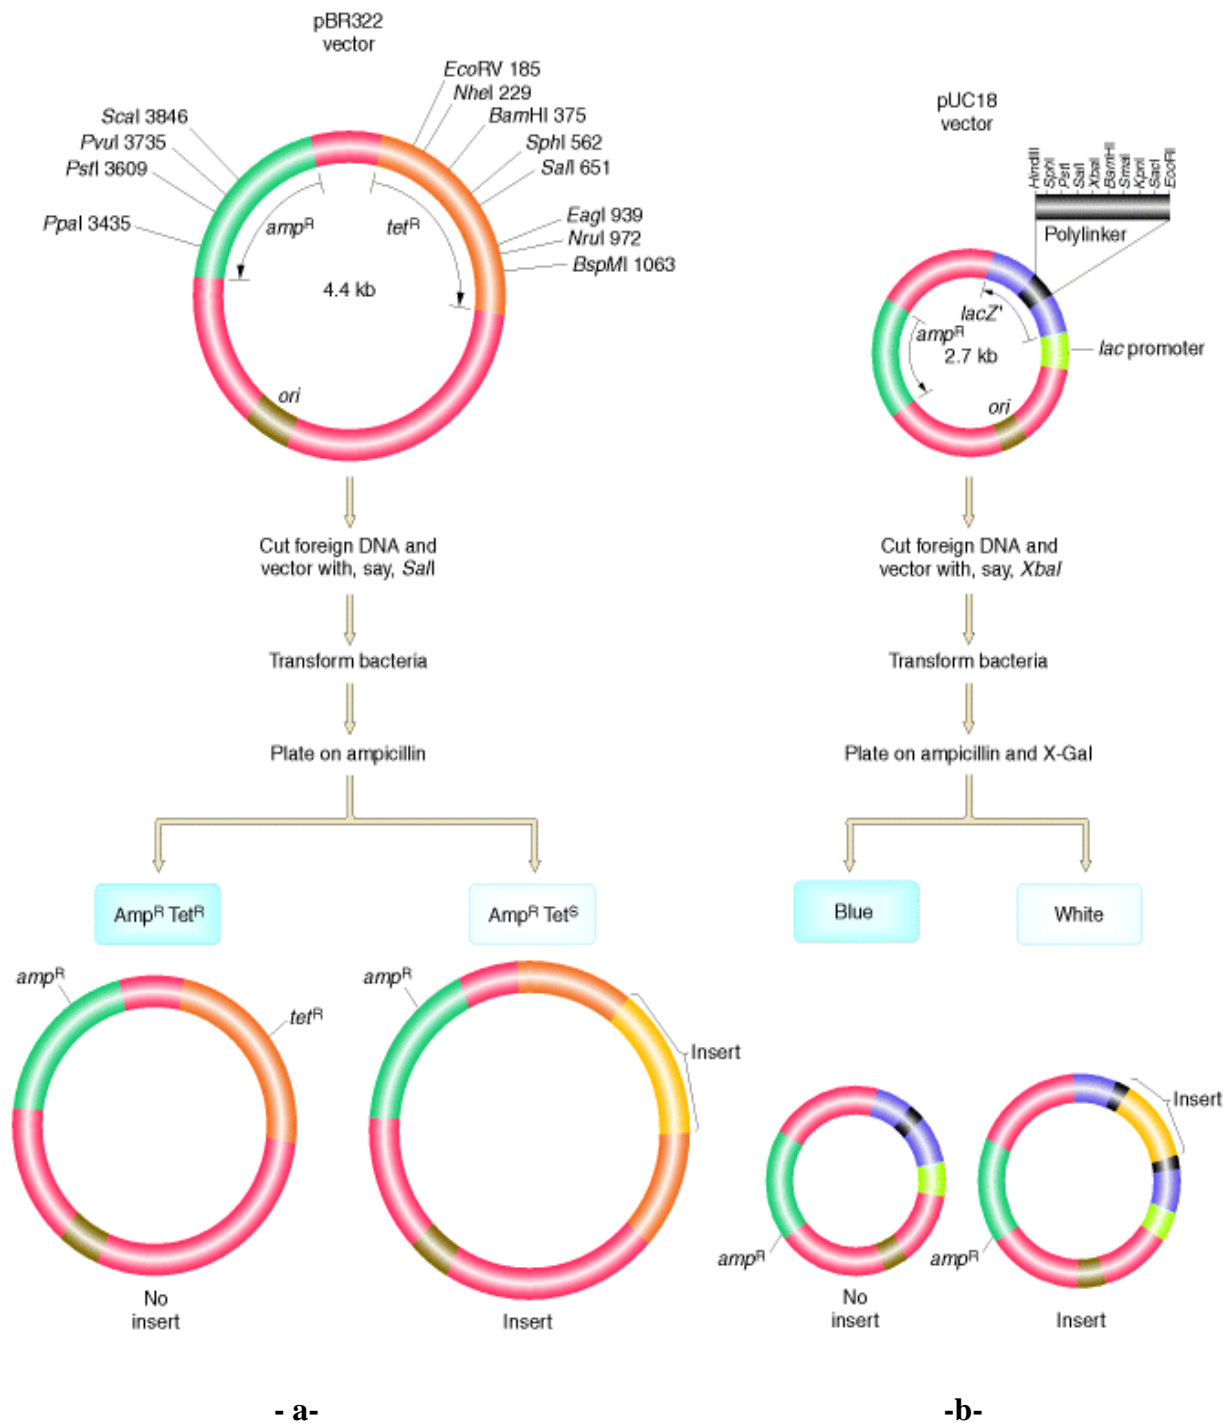 pBR322
vector
EcoRV 185
NheI 229
BamHI 375
SphI 562
SalI 651
EagI 939
NruI 972
BspMI 1063
ScaI 3846
PvuI 3735
PstI 3609
PpaI 3435
ampR
tetR
4.4 kb
ori
Cut foreign DNA and
vector with, say, SalI
Transform bacteria
Plate on ampicillin
AmpR TetR
AmpR TetS
ampR
tetR
No
insert
ampR
Insert
Insert
- a-
pUC18
vector
HindIII
SphI
PstI
SalI
XbaI
BamHI
SmaI
KpnI
SacI
EcoRI
Polylinker
lacZ'
ampR
2.7 kb
lac promoter
ori
Cut foreign DNA and
vector with, say, XbaI
Transform bacteria
Plate on ampicillin and X-Gal
Blue
White
ampR
No
insert
ampR
Insert
Insert
-b-